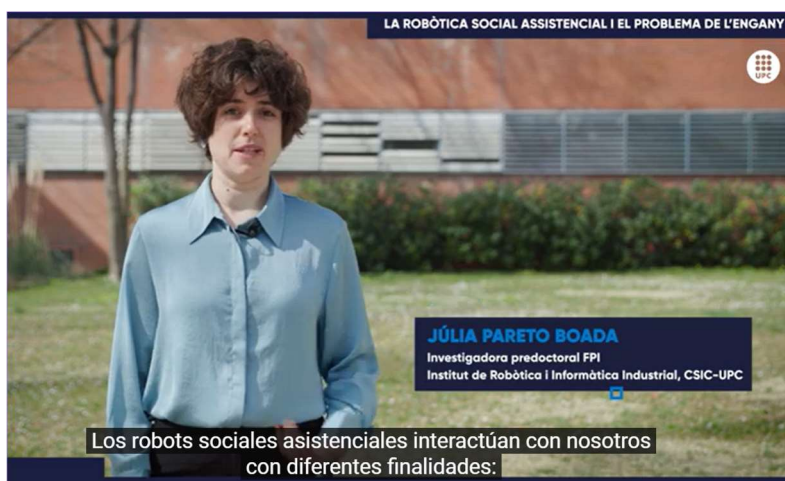 LA ROBÒTICA SOCIAL ASSISTENCIAL I EL PROBLEMA DE L'ENGANY
UPC
JÚLIA PARETO BOADA
Investigadora predoctoral FPI
Institut de Robòtica i Informàtica Industrial, CSIC-UPC
Los robots sociales asistenciales interactúan con nosotros
con diferentes finalidades: